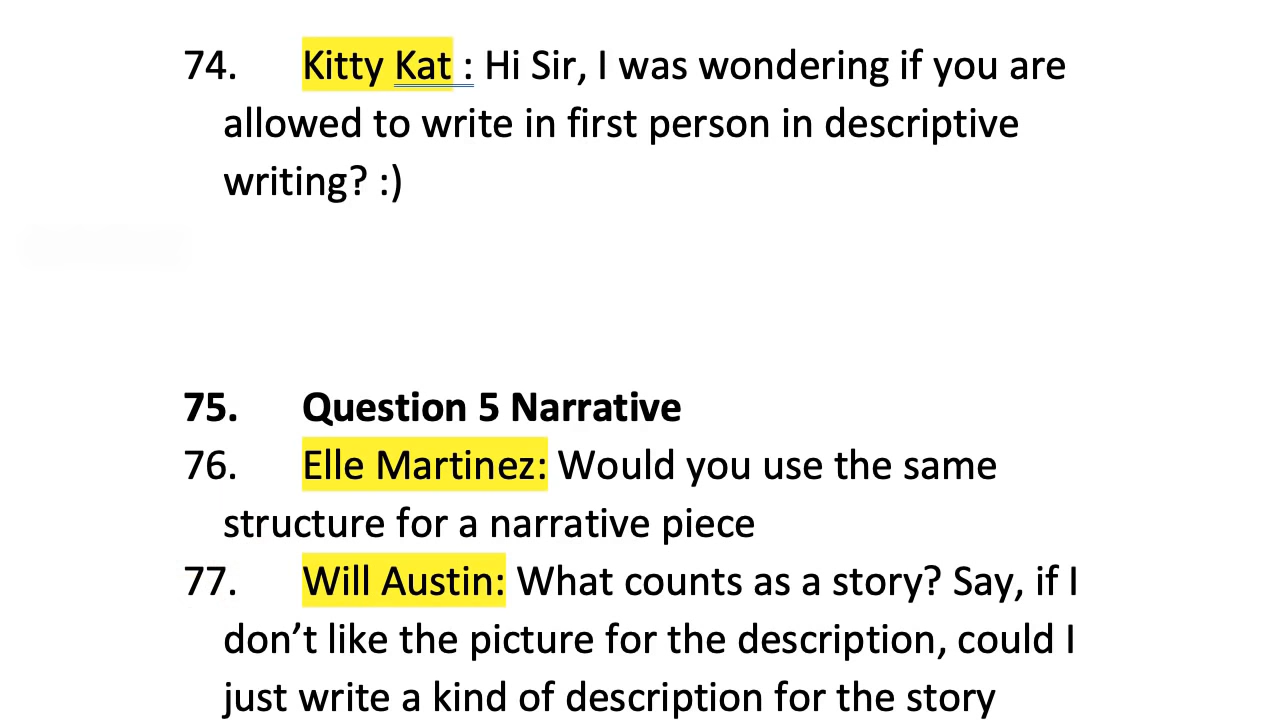 74. Kitty Kat : Hi Sir, I was wondering if you are
allowed to write in first person in descriptive
writing? :)
75. Question 5 Narrative
76. Elle Martinez: Would you use the same
structure for a narrative piece
77. Will Austin: What counts as a story? Say, if I
don’t like the picture for the description, could I
just write a kind of description for the story